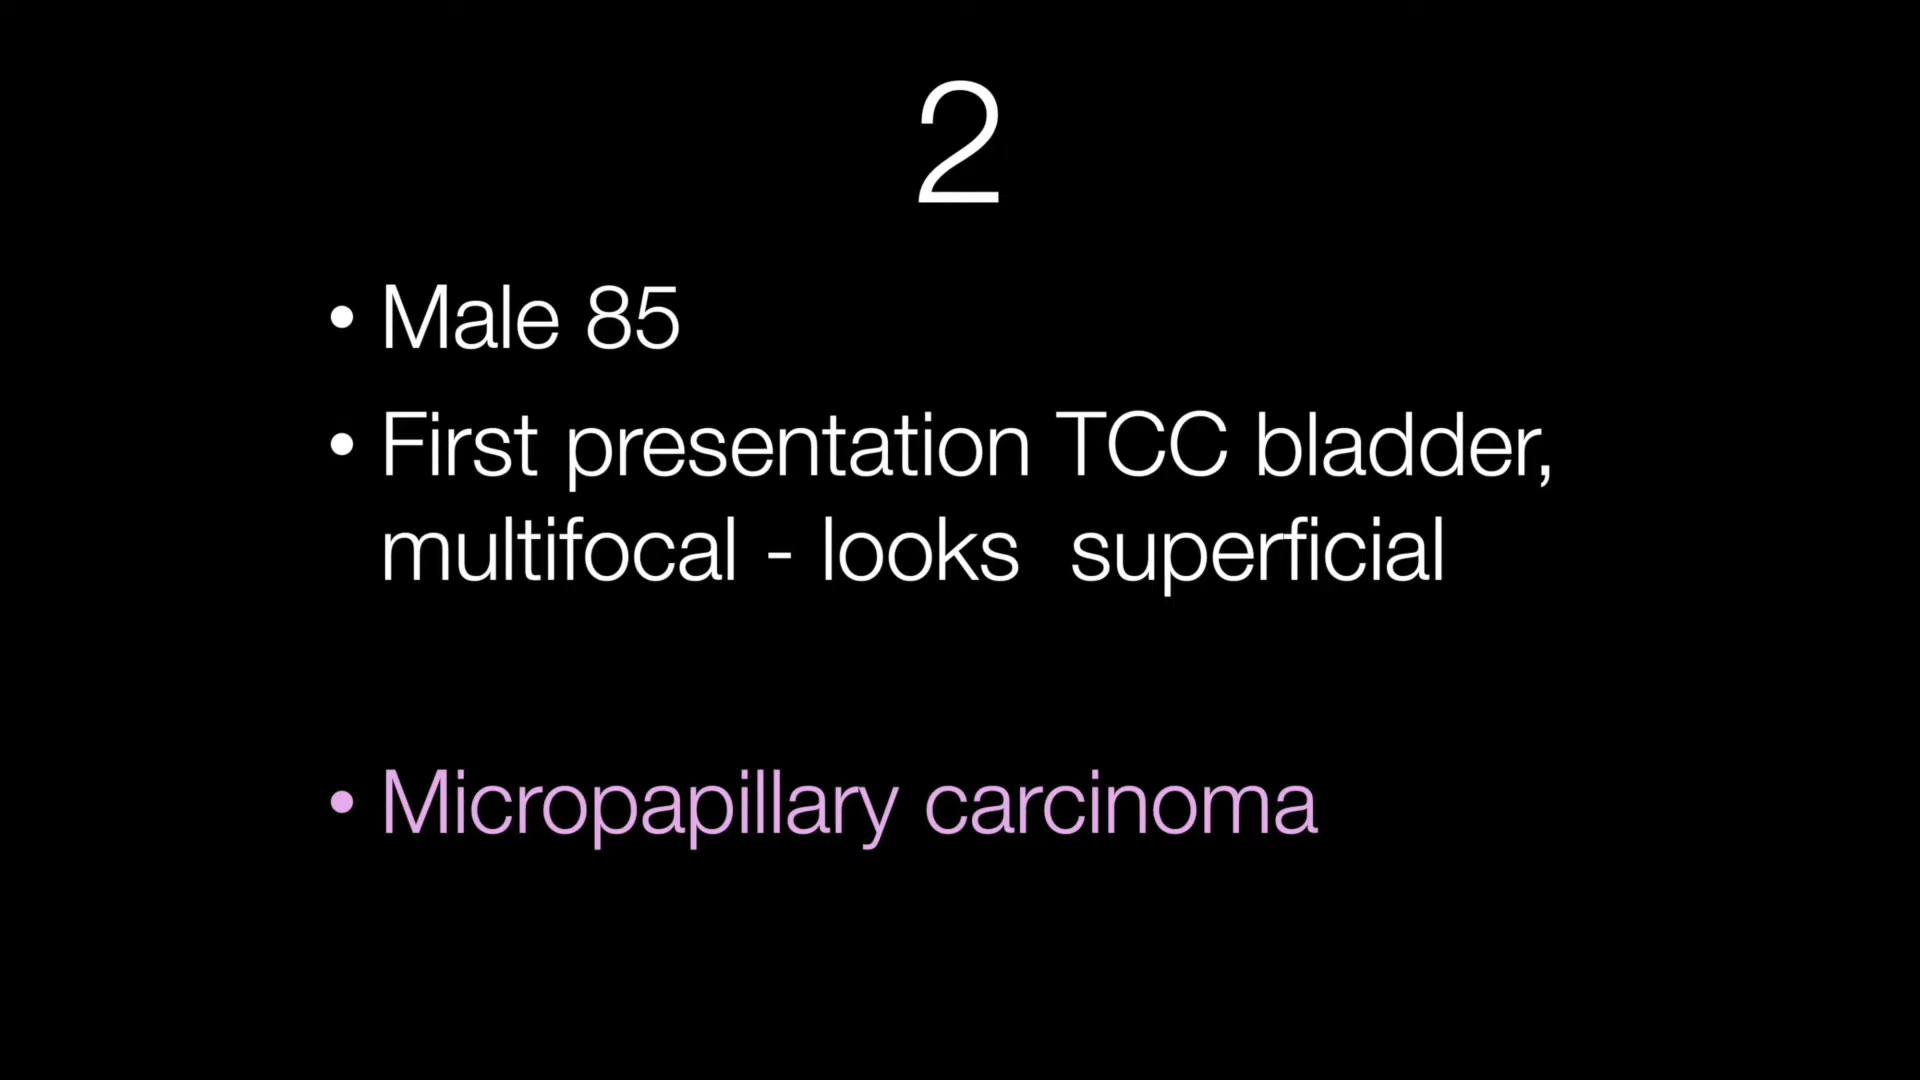 2
• Male 85
• First presentation TCC bladder,
multifocal - looks  superficial
• Micropapillary carcinoma